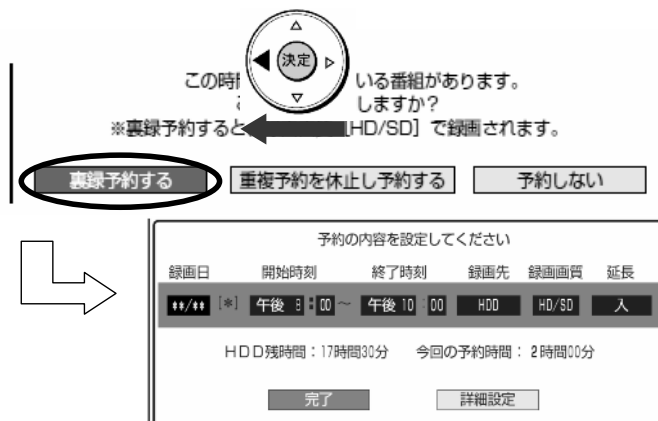 決定
この時 いる番組があります。
しますか?
※裏録予約すると [HD/SD] で録画されます。
裏録予約する 重複予約を休止し予約する 予約しない
予約の内容を設定してください
録画日 開始時刻 終了時刻 録画先 録画画質 延長
**/** [*] 午後 8:00 ~ 午後 10:00 HDD HD/SD 入
HDD残時間:17時間30分 今回の予約時間: 2時間00分
完了 詳細設定